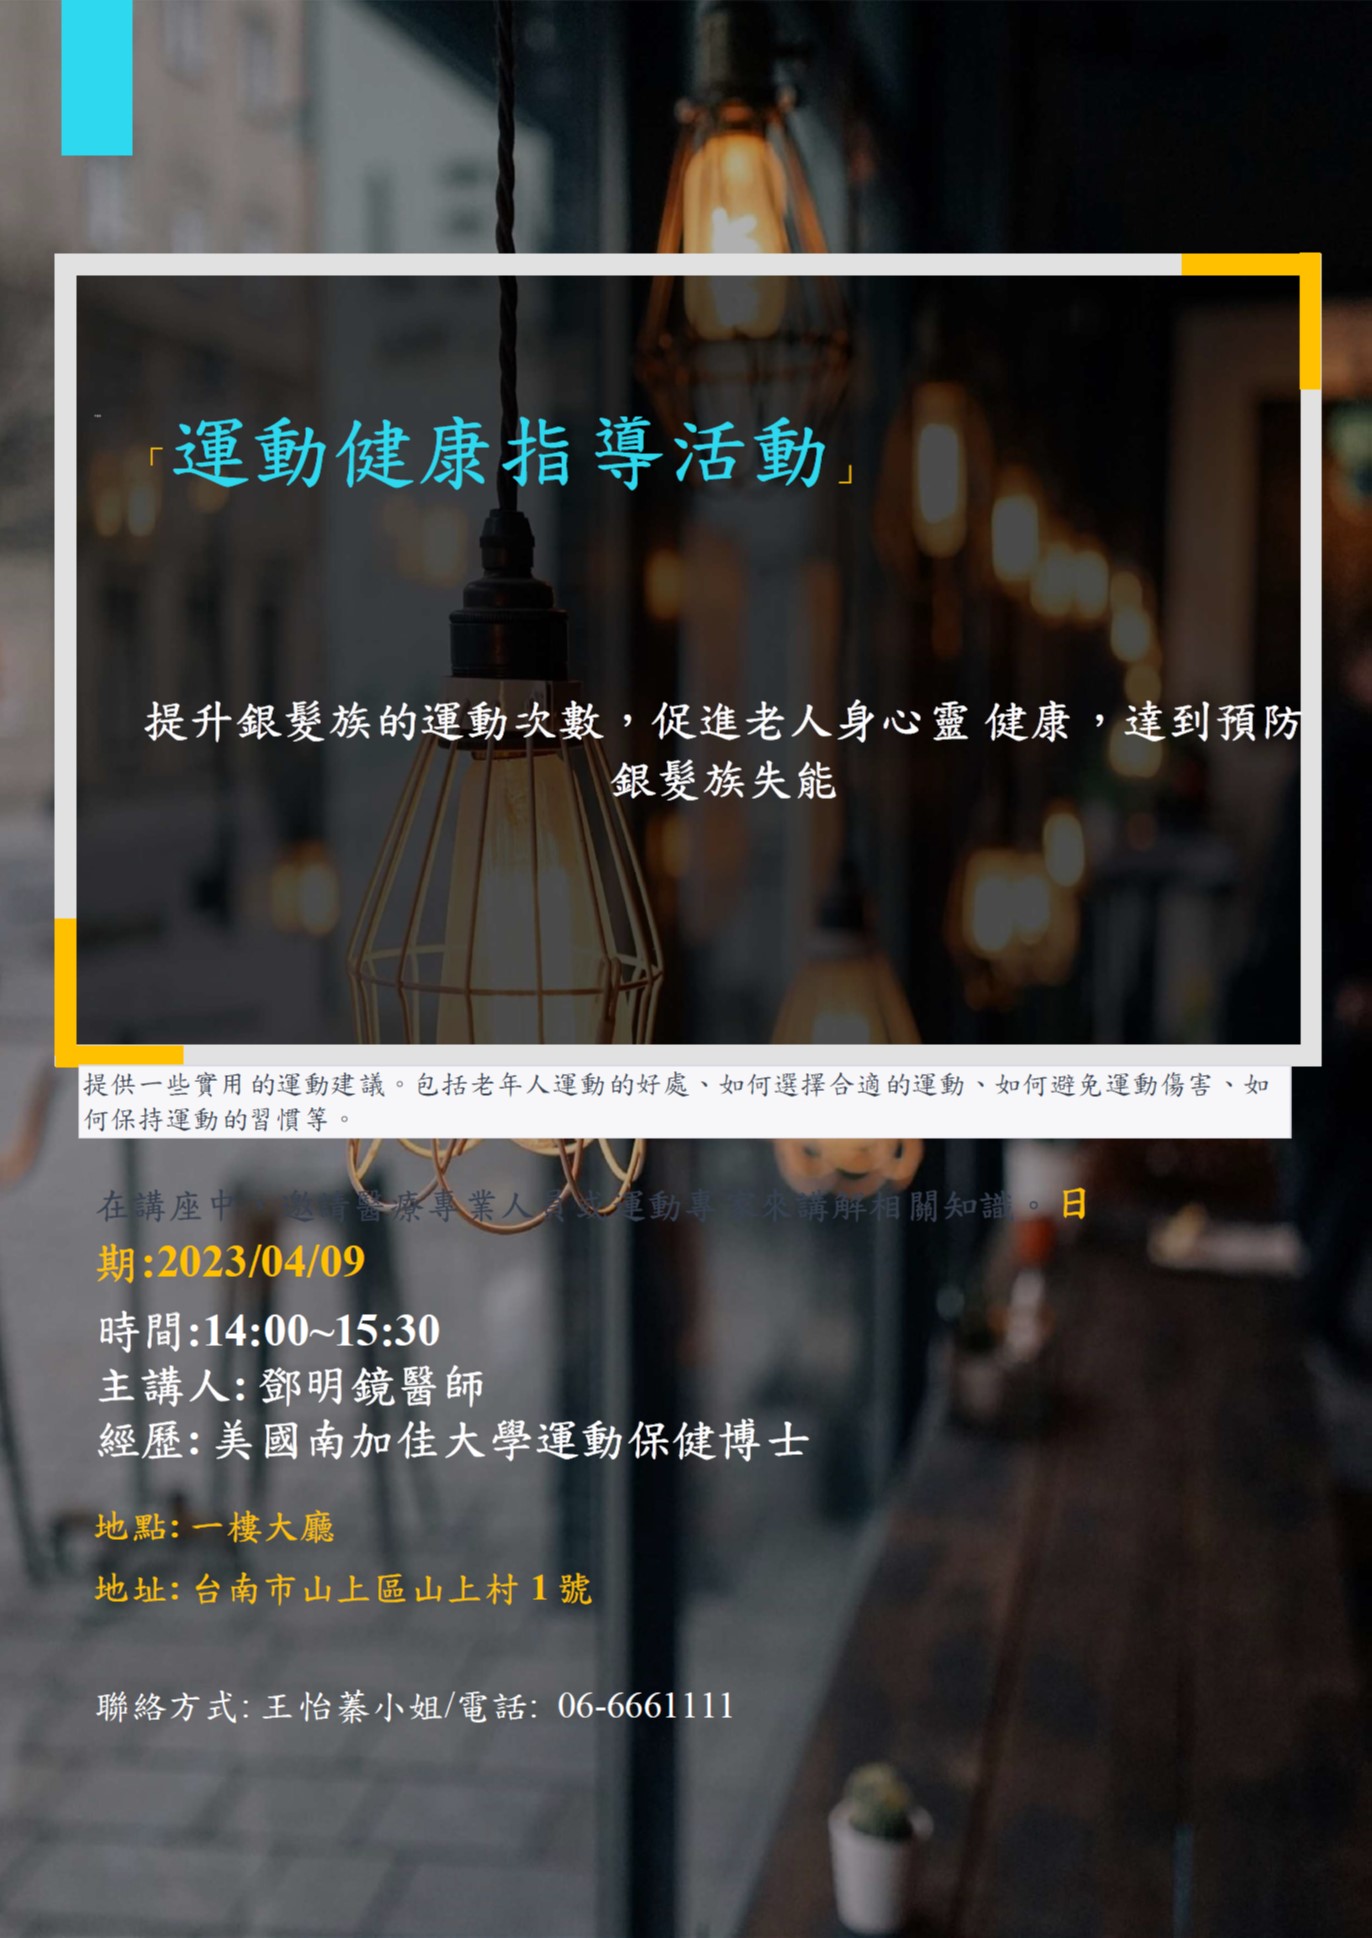 「運動健康指導活動」
提升銀髮族的運動次數，促進老人身心靈 健康，達到預防
銀髮族失能
提供一些實用的運動建議。包括老年人運動的好處、如何選擇合適的運動、如何避免運動傷害、如
何保持運動的習慣等。
在講座中，邀請醫療專業人員或運動專家來講解相關知識。日
期:2023/04/09
時間:14:00~15:30
主講人: 鄧明鏡醫師
經歷: 美國南加佳大學運動保健博士
地點: 一樓大廳
地址: 台南市山上區山上村 1 號
聯絡方式: 王怡蓁小姐/電話: 06-6661111